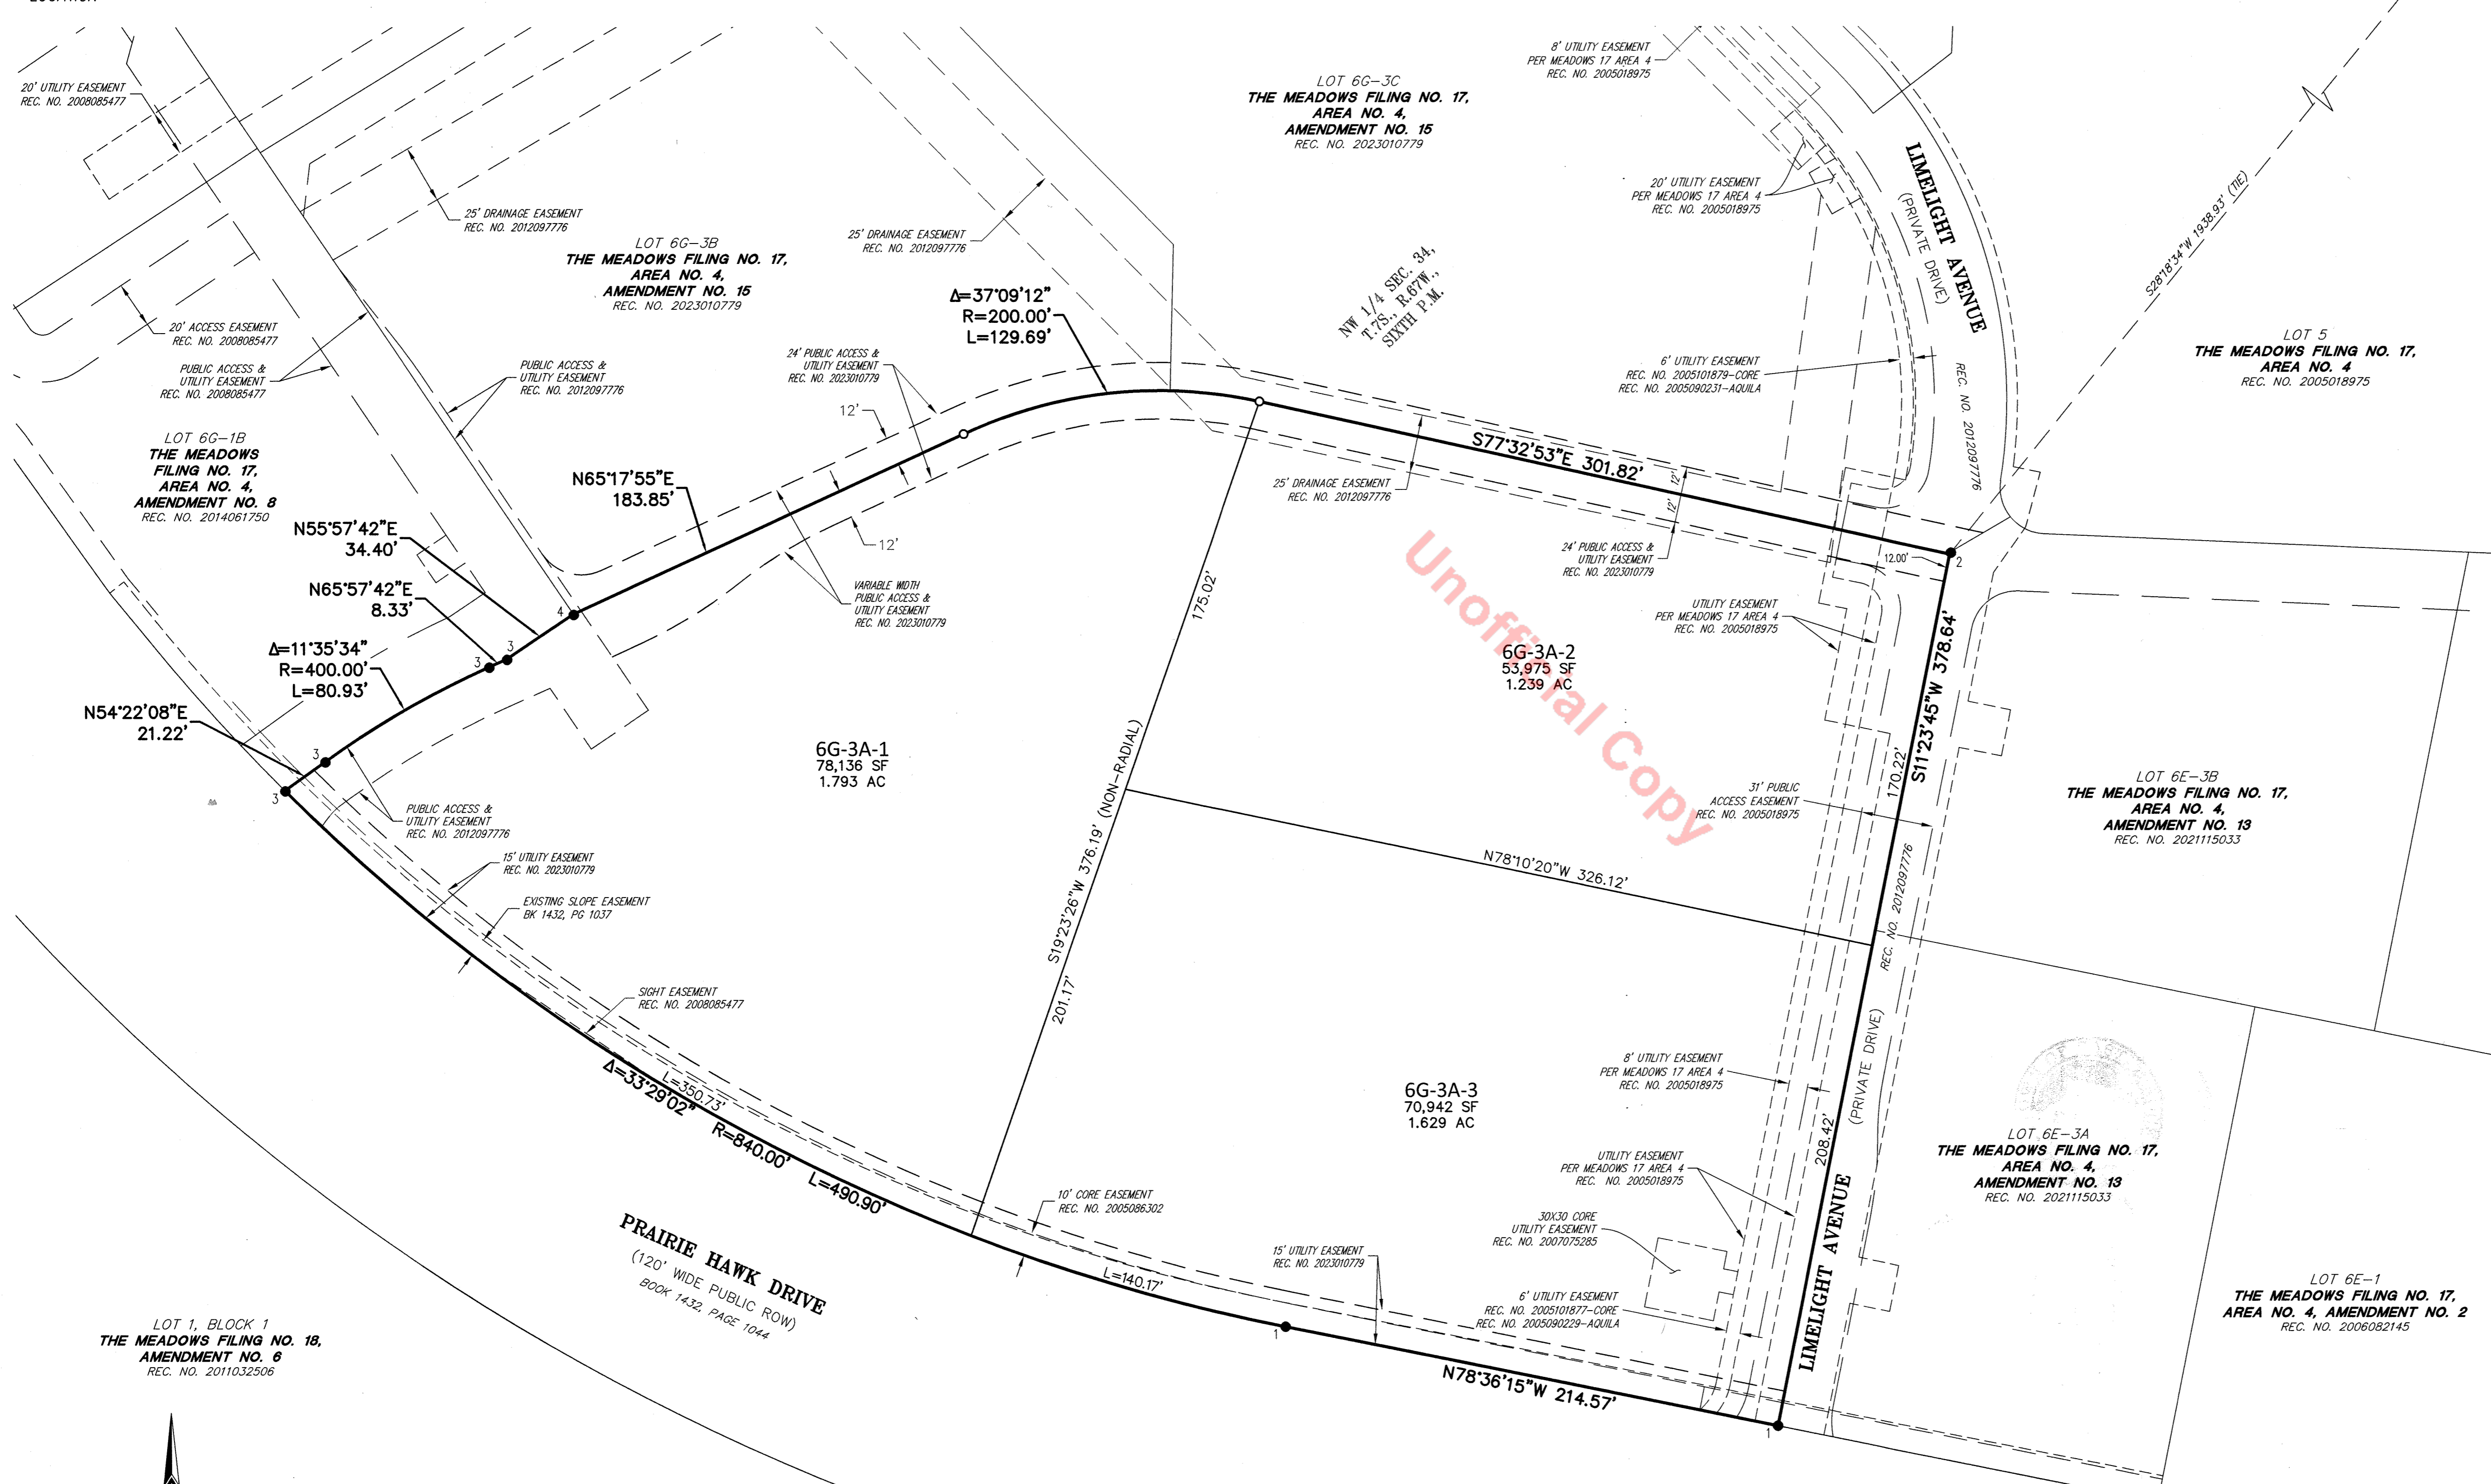 20' UTILITY EASEMENT
REC. NO. 2008085477
8' UTILITY EASEMENT
PER MEADOWS 17 AREA 4
REC. NO. 2005018975
LOT 6G-3C
THE MEADOWS FILING NO. 17,
AREA NO. 4,
AMENDMENT NO. 15
REC. NO. 2023010779
25' DRAINAGE EASEMENT
REC. NO. 2012097776
LOT 6G-3B
THE MEADOWS FILING NO. 17,
AREA NO. 4,
AMENDMENT NO. 15
REC. NO. 2023010779
25' DRAINAGE EASEMENT
REC. NO. 2012097776
20' UTILITY EASEMENT
PER MEADOWS 17 AREA 4
REC. NO. 2005018975
LIMELIGHT AVENUE
(PRIVATE DRIVE)
REC. NO. 2012097776
S28°18'34"W 1938.93' (TIE)
NW 1/4 SEC. 34,
T.7S., R.67W.,
SIXTH P.M.
Δ=37°09'12"
R=200.00'
L=129.69'
20' ACCESS EASEMENT
REC. NO. 2008085477
PUBLIC ACCESS &
UTILITY EASEMENT
REC. NO. 2008085477
PUBLIC ACCESS &
UTILITY EASEMENT
REC. NO. 2012097776
24' PUBLIC ACCESS &
UTILITY EASEMENT
REC. NO. 2023010779
12'
6' UTILITY EASEMENT
REC. NO. 2005101879-CORE
REC. NO. 2005090231-AQUILA
LOT 5
THE MEADOWS FILING NO. 17,
AREA NO. 4
REC. NO. 2005018975
LOT 6G-1B
THE MEADOWS
FILING NO. 17,
AREA NO. 4,
AMENDMENT NO. 8
REC. NO. 2014061750
N65°17'55"E
183.85'
S77°32'53"E 301.82'
25' DRAINAGE EASEMENT
REC. NO. 2012097776
12'
12'
N55°57'42"E
34.40'
12'
24' PUBLIC ACCESS &
UTILITY EASEMENT
REC. NO. 2023010779
12.00'
2
N65°57'42"E
8.33'
VARIABLE WIDTH
PUBLIC ACCESS &
UTILITY EASEMENT
REC. NO. 2023010779
175.02'
UTILITY EASEMENT
PER MEADOWS 17 AREA 4
REC. NO. 2005018975
4
3
3
Δ=11°35'34"
R=400.00'
L=80.93'
6G-3A-2
53,975 SF
1.239 AC
S11°23'45"W 378.64'
Unofficial Copy
N54°22'08"E
21.22'
3
3
6G-3A-1
78,136 SF
1.793 AC
170.22'
31' PUBLIC
ACCESS EASEMENT
REC. NO. 2005018975
LOT 6E-3B
THE MEADOWS FILING NO. 17,
AREA NO. 4,
AMENDMENT NO. 13
REC. NO. 2021115033
PUBLIC ACCESS &
UTILITY EASEMENT
REC. NO. 2012097776
15' UTILITY EASEMENT
REC. NO. 2023010779
EXISTING SLOPE EASEMENT
BK 1432, PG 1037
S19°23'26"W 376.19' (NON-RADIAL)
N78°10'20"W 326.12'
REC. NO. 2012097776
SIGHT EASEMENT
REC. NO. 2008085477
201.17'
L=350.73'
Δ=33°29'02" R=840.00' L=490.90'
8' UTILITY EASEMENT
PER MEADOWS 17 AREA 4
REC. NO. 2005018975
6G-3A-3
70,942 SF
1.629 AC
(PRIVATE DRIVE)
208.42'
LIMELIGHT AVENUE
LOT 6E-3A
THE MEADOWS FILING NO. 17,
AREA NO. 4,
AMENDMENT NO. 13
REC. NO. 2021115033
UTILITY EASEMENT
PER MEADOWS 17 AREA 4
REC. NO. 2005018975
10' CORE EASEMENT
REC. NO. 2005086302
30X30 CORE
UTILITY EASEMENT
REC. NO. 2007075285
15' UTILITY EASEMENT
REC. NO. 2023010779
L=140.17'
6' UTILITY EASEMENT
REC. NO. 2005101877-CORE
REC. NO. 2005090229-AQUILA
PRAIRIE HAWK DRIVE
(120' WIDE PUBLIC ROW)
BOOK 1432, PAGE 1044
1
N78°36'15"W 214.57'
1
LOT 1, BLOCK 1
THE MEADOWS FILING NO. 18,
AMENDMENT NO. 6
REC. NO. 2011032506
LOT 6E-1
THE MEADOWS FILING NO. 17,
AREA NO. 4, AMENDMENT NO. 2
REC. NO. 2006082145